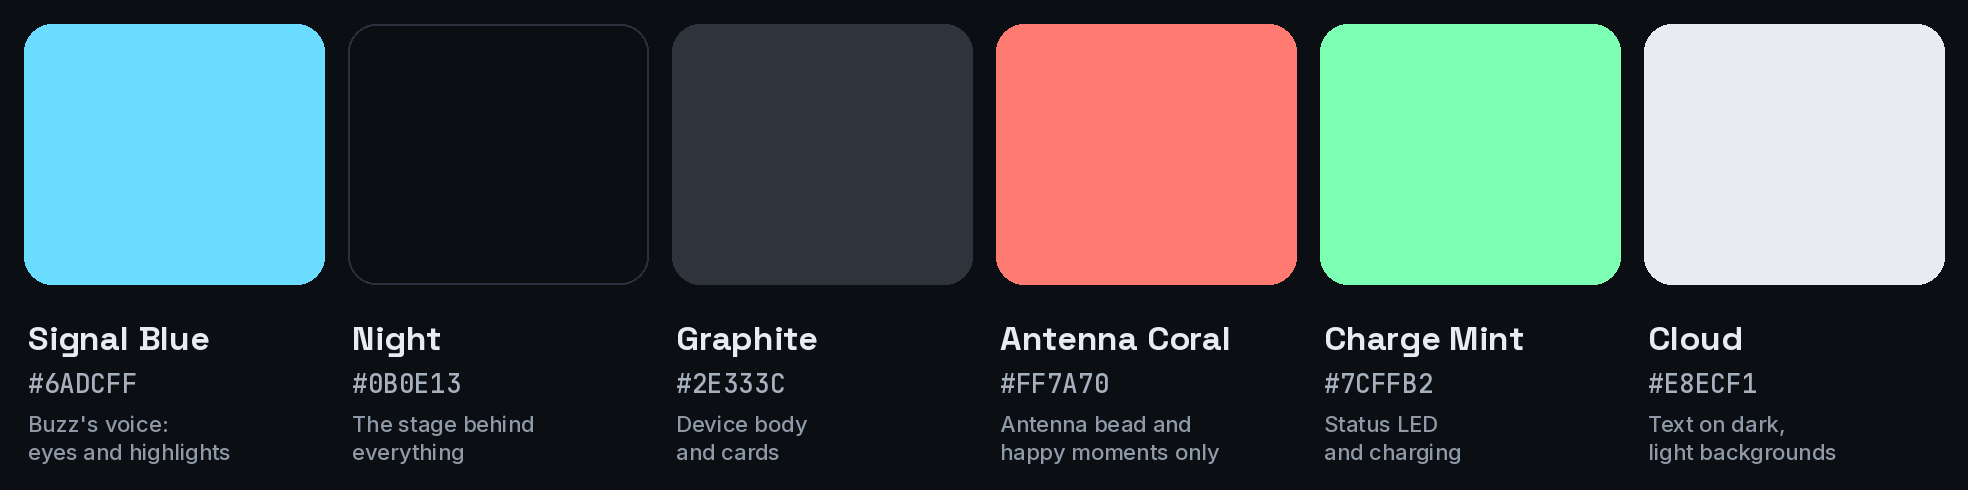 Signal Blue
#6ADCFF
Buzz's voice:
eyes and highlights
Night
#0B0E13
The stage behind
everything
Graphite
#2E333C
Device body
and cards
Antenna Coral
#FF7A70
Antenna bead and
happy moments only
Charge Mint
#7CFFB2
Status LED
and charging
Cloud
#E8ECF1
Text on dark,
light backgrounds